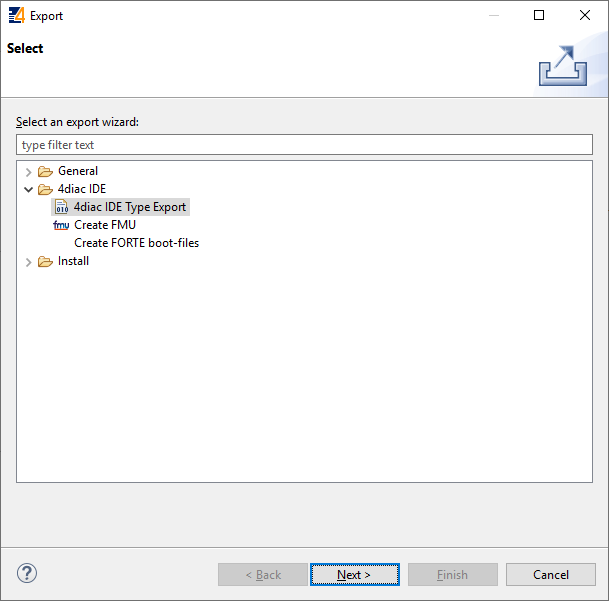 Export
Select
Select an export wizard:
type filter text
General
4diac IDE
010
4diac IDE Type Export
fmu Create FMU
Create FORTE boot-files
Install
? < Back Next > Finish Cancel